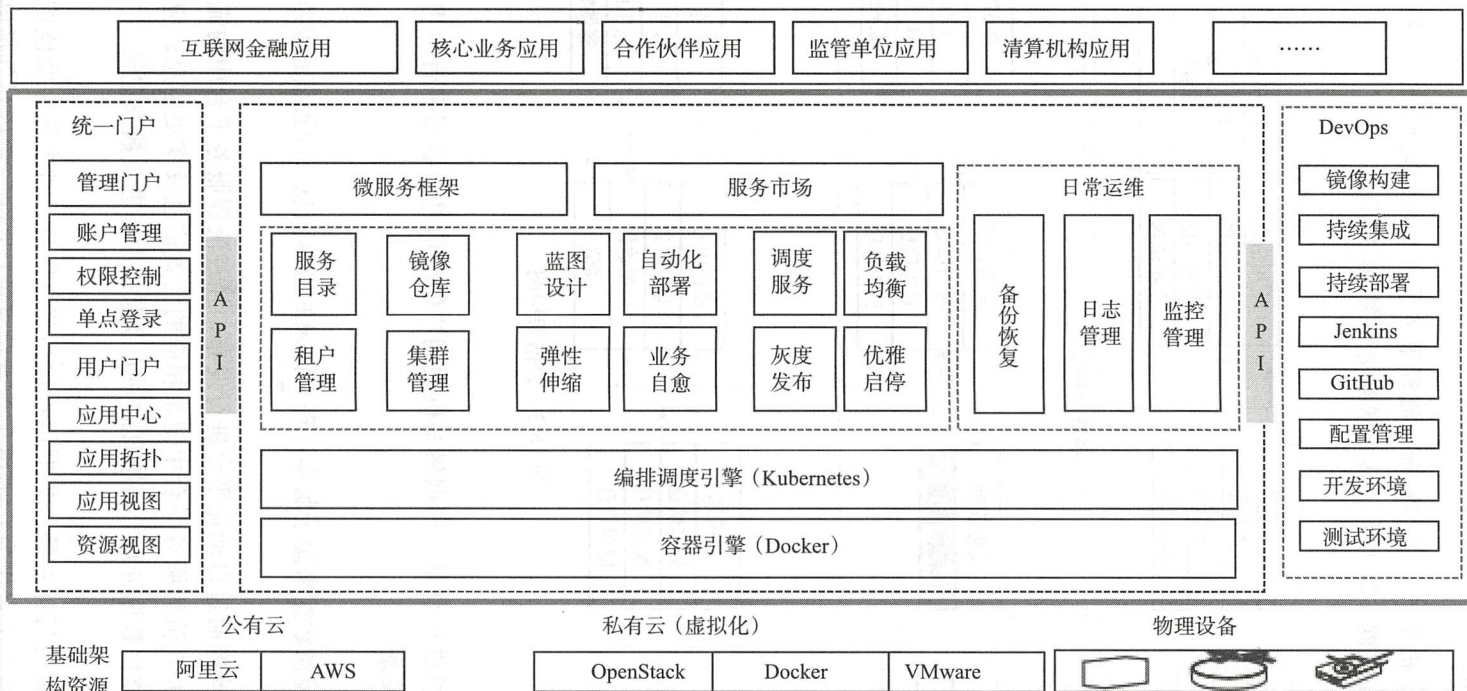 互联网金融应用
核心业务应用
合作伙伴应用
监管单位应用
清算机构应用
……
统一门户
管理门户
账户管理
权限控制
单点登录
用户门户
应用中心
应用拓扑
应用视图
资源视图
A
P
I
微服务框架
服务市场
服务
目录
镜像
仓库
蓝图
设计
自动化
部署
调度
服务
负载
均衡
租户
管理
集群
管理
弹性
伸缩
业务
自愈
灰度
发布
优雅
启停
日常运维
备份恢复
日志
管理
监控
管理
编排调度引擎（Kubernetes）
容器引擎（Docker）
A
P
I
DevOps
镜像构建
持续集成
持续部署
Jenkins
GitHub
配置管理
开发环境
测试环境
基础架
构资源
公有云
阿里云
AWS
私有云（虚拟化）
OpenStack
Docker
VMware
物理设备